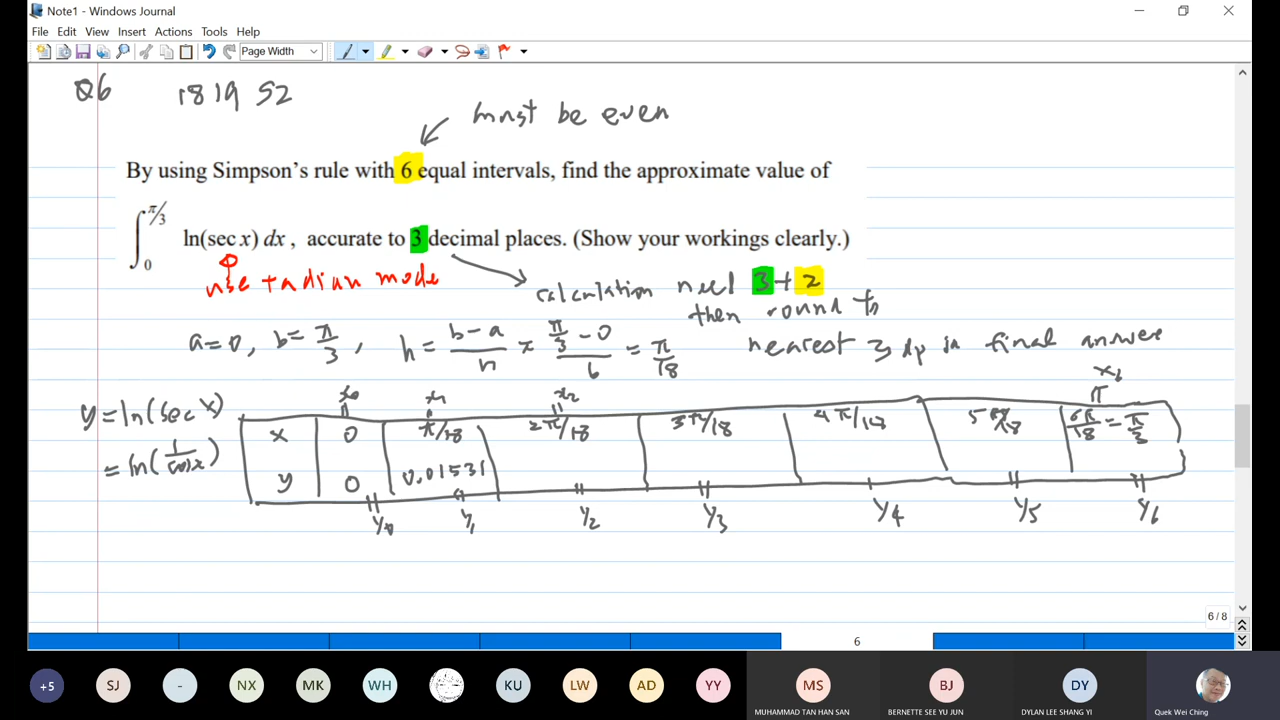 Note1 - Windows Journal
File Edit View Insert Actions Tools Help
Page Width
Q6 1819 S2
must be even
By using Simpson's rule with 6 equal intervals, find the approximate value of
∫₀^{π/3} ln(sec x) dx , accurate to 3 decimal places. (Show your workings clearly.)
use radian mode
calculation need 3+2
then round to
nearest 3 dp in final answer
a=0, b=π/3, h = (b-a)/n = (π/3 - 0)/6 = π/18
y=ln(sec x)
= ln(1/cos x)
x₀ x₁ x₂ x₆
x 0 π/18 2π/18 3π/18 4π/18 5π/18 6π/18 = π/3
y 0 0.01531
y₀ y₁ y₂ y₃ y₄ y₅ y₆
6 / 8
6
+5 SJ - NX MK WH KU LW AD YY MS BJ DY
MUHAMMAD TAN HAN SAN BERNETTE SEE YU JUN DYLAN LEE SHANG YI Quek Wei Ching